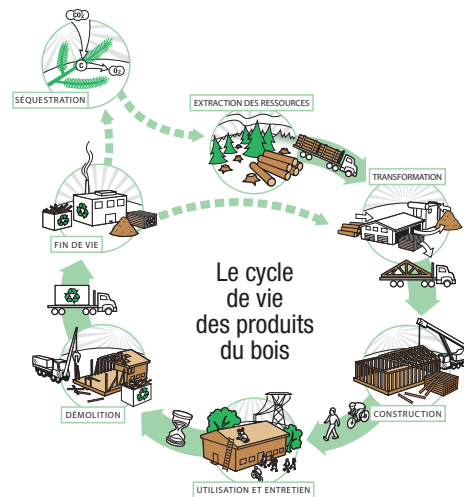 CO2
C
O2
SÉQUESTRATION
EXTRACTION DES RESSOURCES
TRANSFORMATION
FIN DE VIE
Le cycle
de vie
des produits
du bois
CONSTRUCTION
DÉMOLITION
UTILISATION ET ENTRETIEN